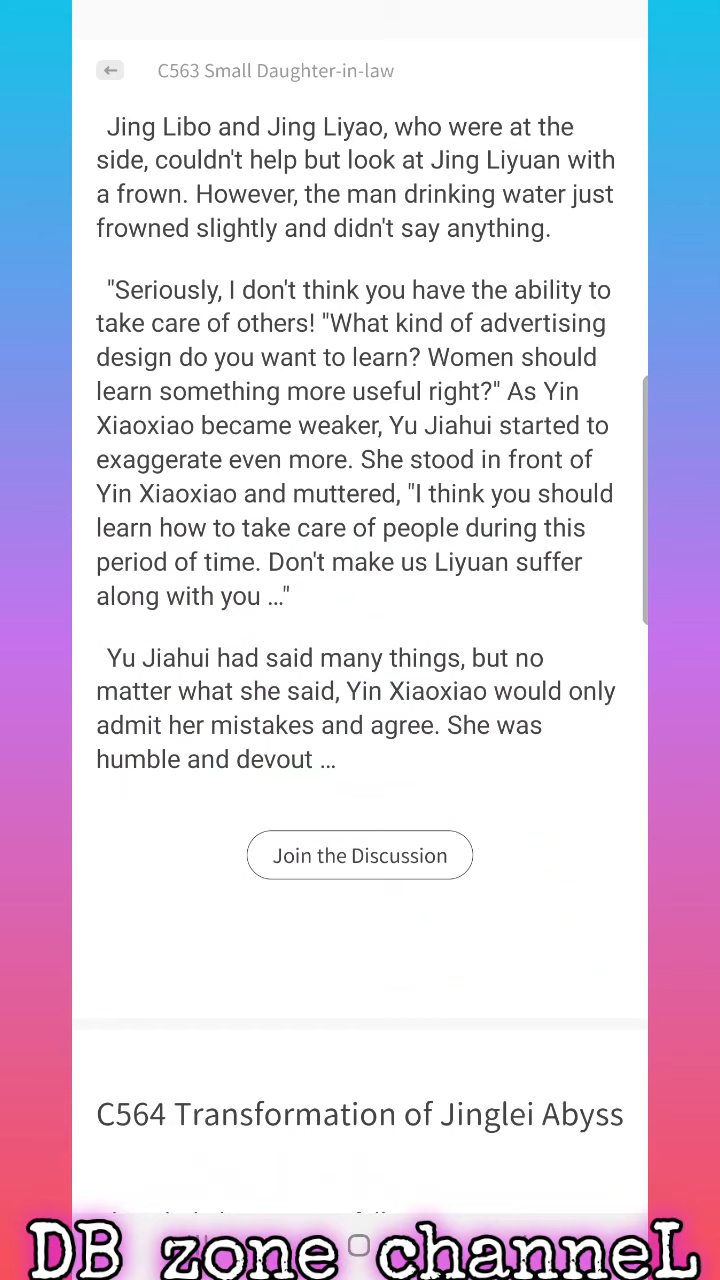 C563 Small Daughter-in-law
Jing Libo and Jing Liyao, who were at the
side, couldn't help but look at Jing Liyuan with
a frown. However, the man drinking water just
frowned slightly and didn't say anything.
"Seriously, I don't think you have the ability to
take care of others! "What kind of advertising
design do you want to learn? Women should
learn something more useful right?" As Yin
Xiaoxiao became weaker, Yu Jiahui started to
exaggerate even more. She stood in front of
Yin Xiaoxiao and muttered, "I think you should
learn how to take care of people during this
period of time. Don't make us Liyuan suffer
along with you ..."
Yu Jiahui had said many things, but no
matter what she said, Yin Xiaoxiao would only
admit her mistakes and agree. She was
humble and devout ...
Join the Discussion
C564 Transformation of Jinglei Abyss
DB zone channeL